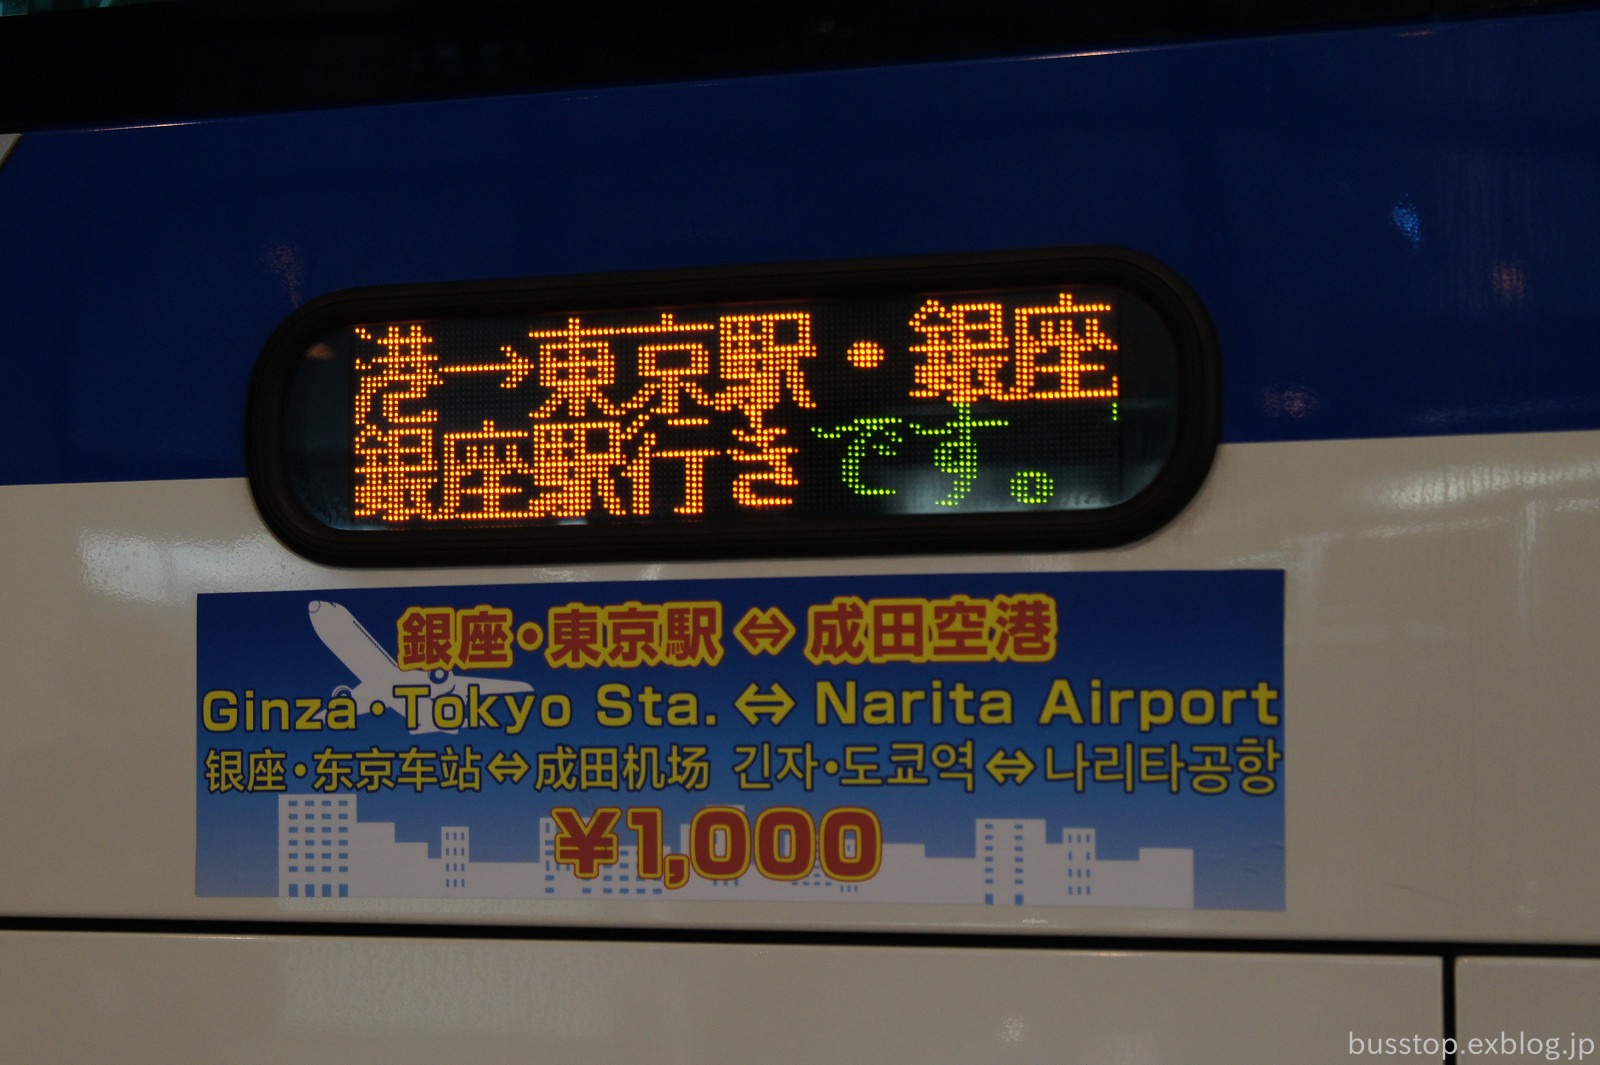 港→東京駅・銀座
銀座駅行きです。
銀座・東京駅⇔成田空港
Ginza・Tokyo Sta.⇔Narita Airport
银座・东京车站⇔成田机场 긴자・도쿄역⇔나리타공항
¥1,000
busstop.exblog.jp